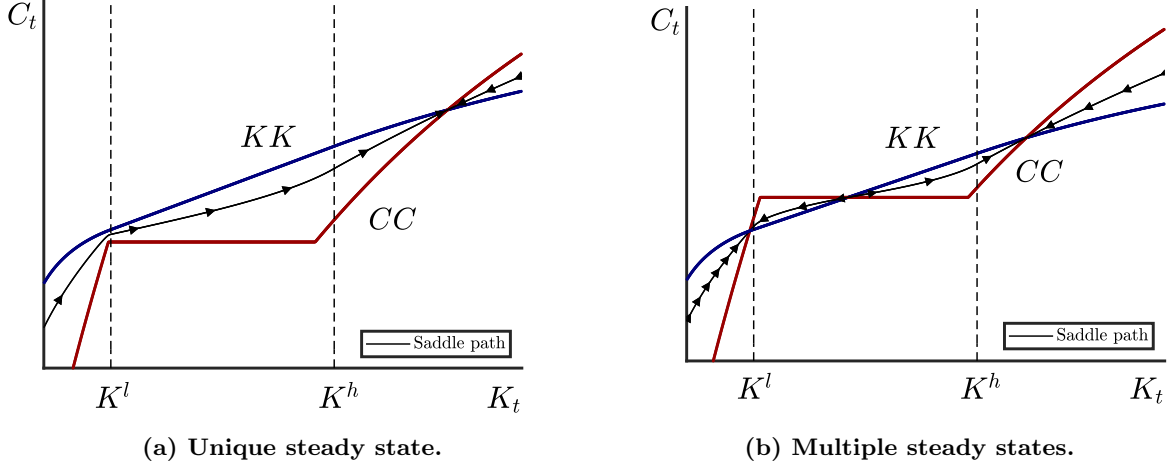 C_t
KK
CC
Saddle path
K^l
K^h
K_t
(a) Unique steady state.
C_t
KK
CC
Saddle path
K^l
K^h
K_t
(b) Multiple steady states.